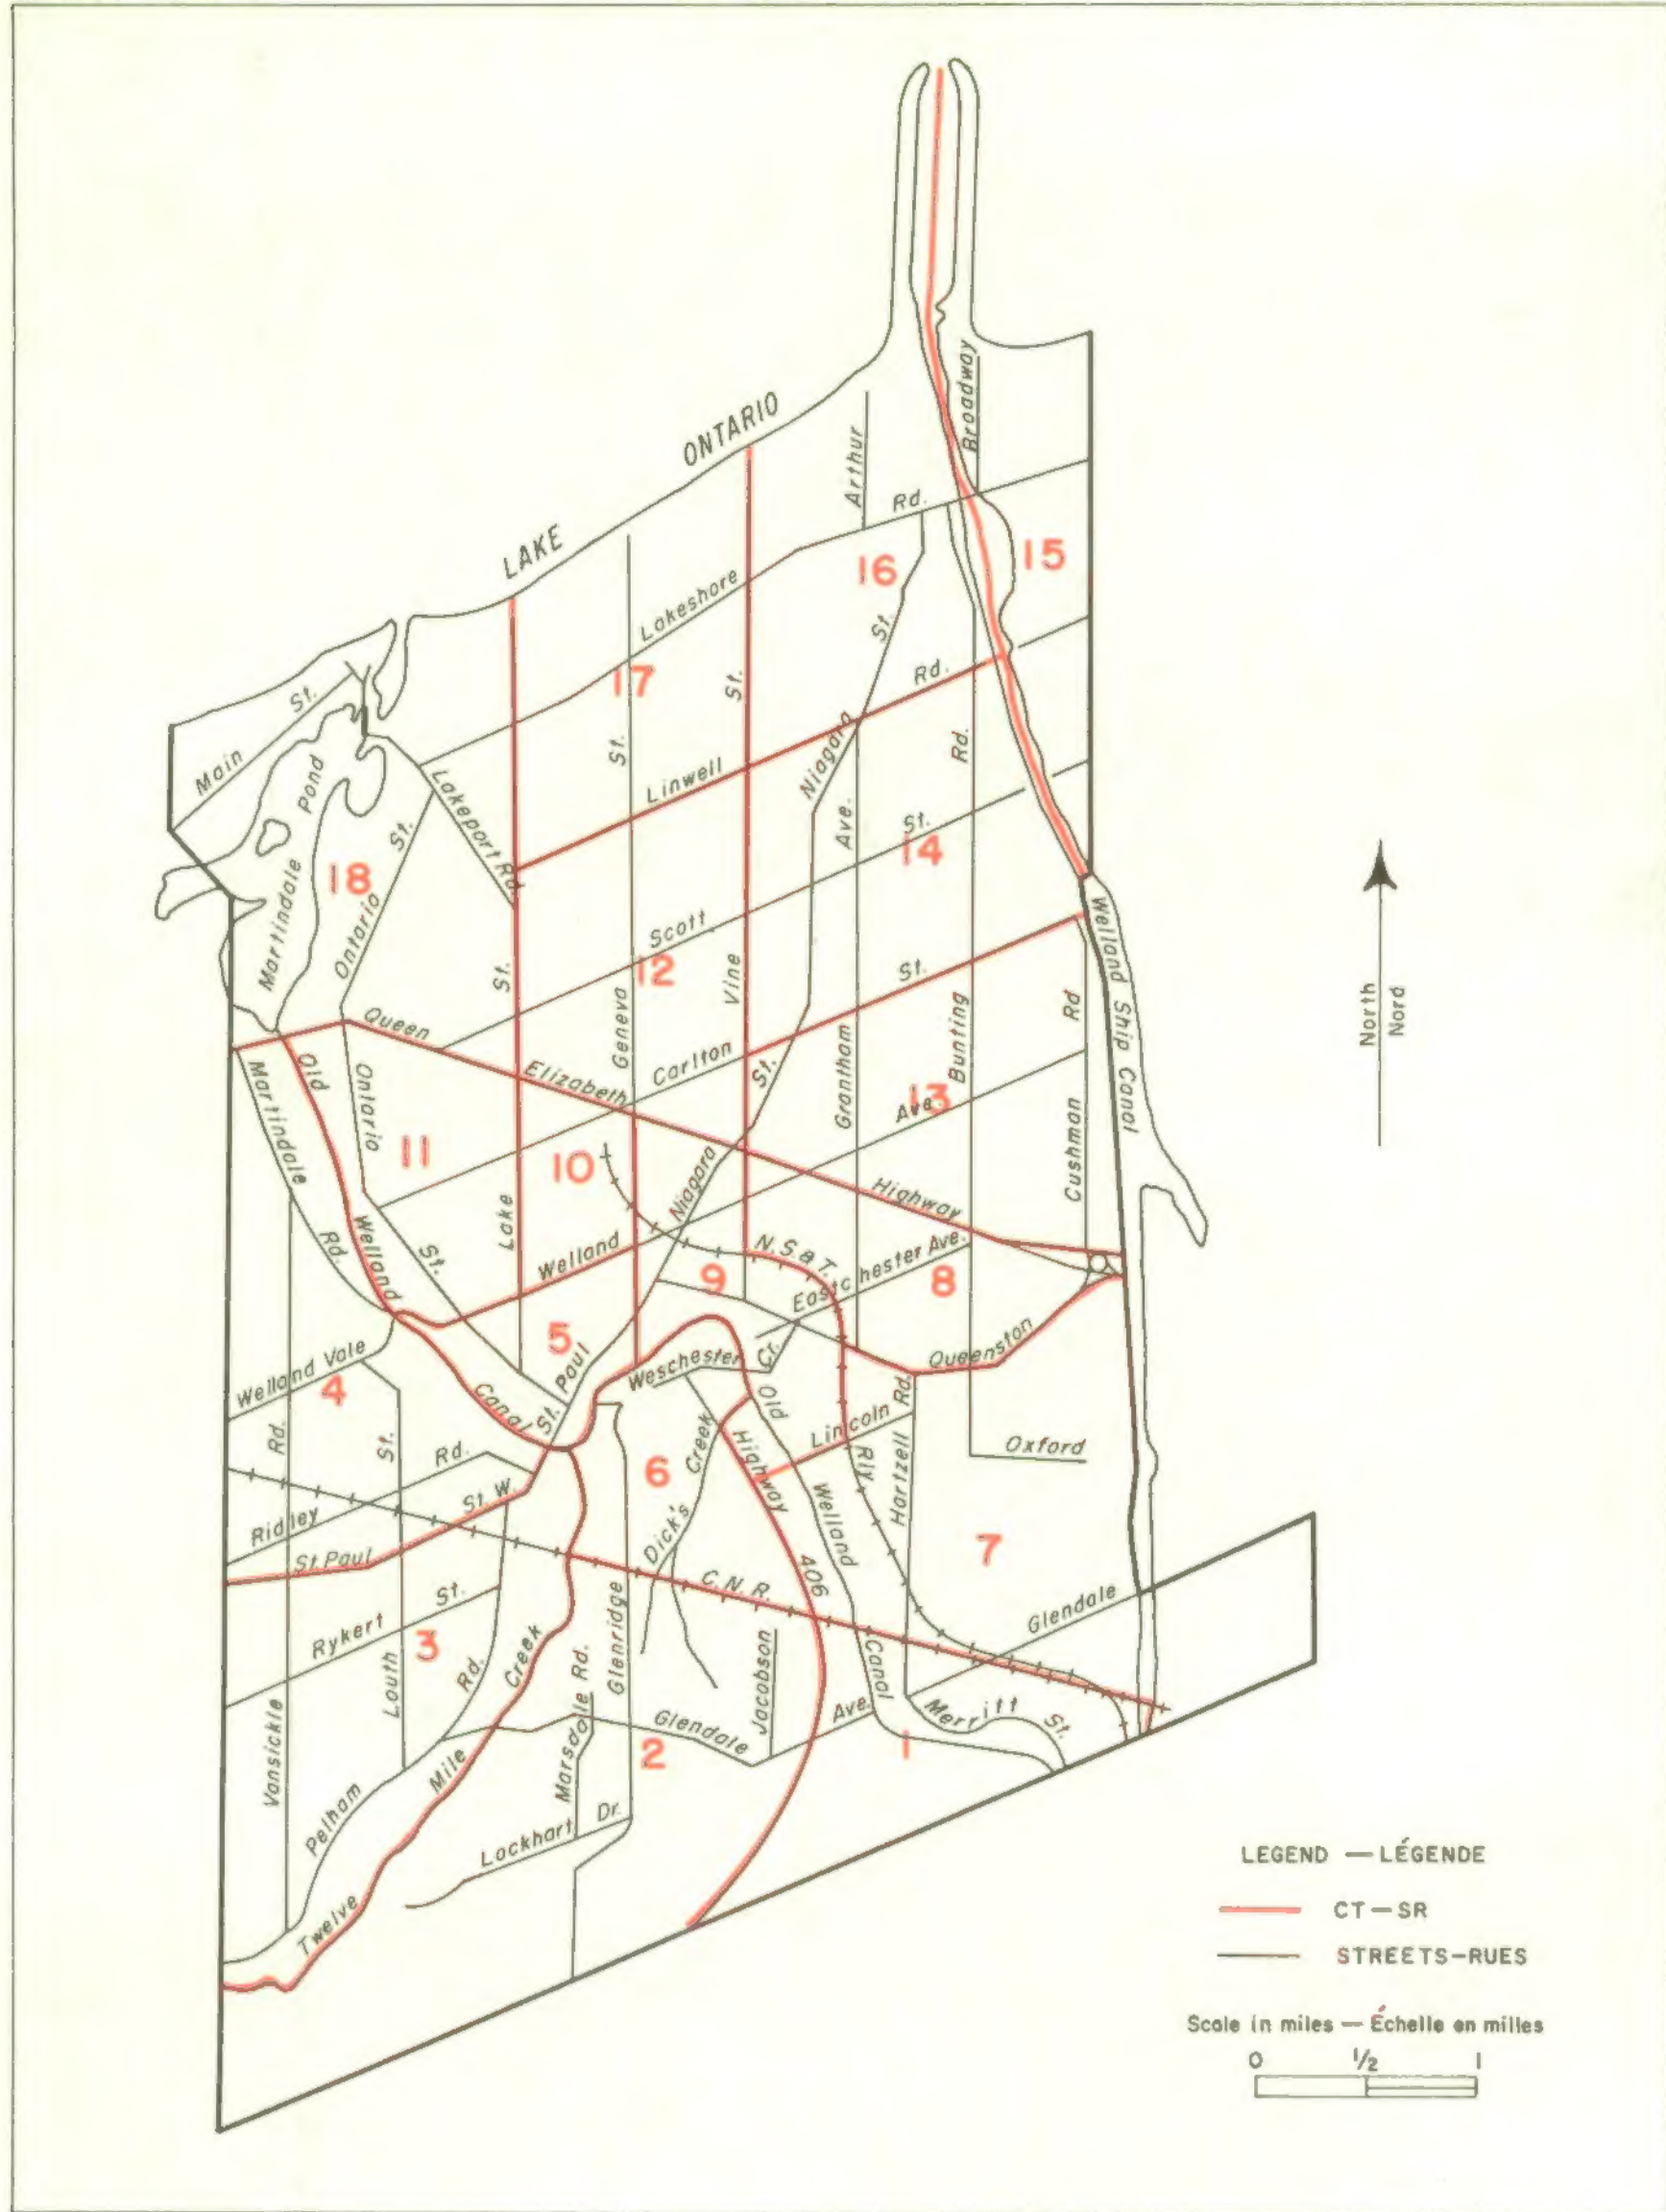 LAKE ONTARIO
Broadway
Arthur
Rd.
15
16
Lakeshore
St.
17
St.
Rd.
St.
Main
St.
Linwell
Niagara
Rd.
Pond
Lakeport Rd.
St.
Ave.
St.
14
18
Martindale
Ontario
Scott
12
St.
Vine
St.
Welland Ship Canal
North
Nord
Queen
Geneva
Carlton
St.
Grantham
Bunting
Rd
Old
Elizabeth
Martindale
Ontario
11
10
Ave.
13
Cushman
Niagara
Highway
Lake
Rd.
Welland
St.
Welland
N.S&T.
9
Eastchester Ave.
8
5
Paul
Queenston
Welland Vale
4
Weschester
Cr.
Canal
St.
Old
Rd.
St.
Rd.
6
Creek
Highway
Lincoln
Rd.
Rly
Hartzell
Oxford
Ridley
St. W.
St. Paul
Dick's
Welland
7
406
C.N.R.
Glenridge
Glendale
Rykert
St.
3
Louth
Rd.
Creek
Marsdale Rd.
Jacobson
Canal
Vansickle
Glendale
Ave.
Merritt
St.
2
1
Pelham
Mile
Lockhart
Dr.
Twelve
LEGEND — LÉGENDE
CT — SR
STREETS-RUES
Scale in miles — Échelle en milles
0 1/2 1